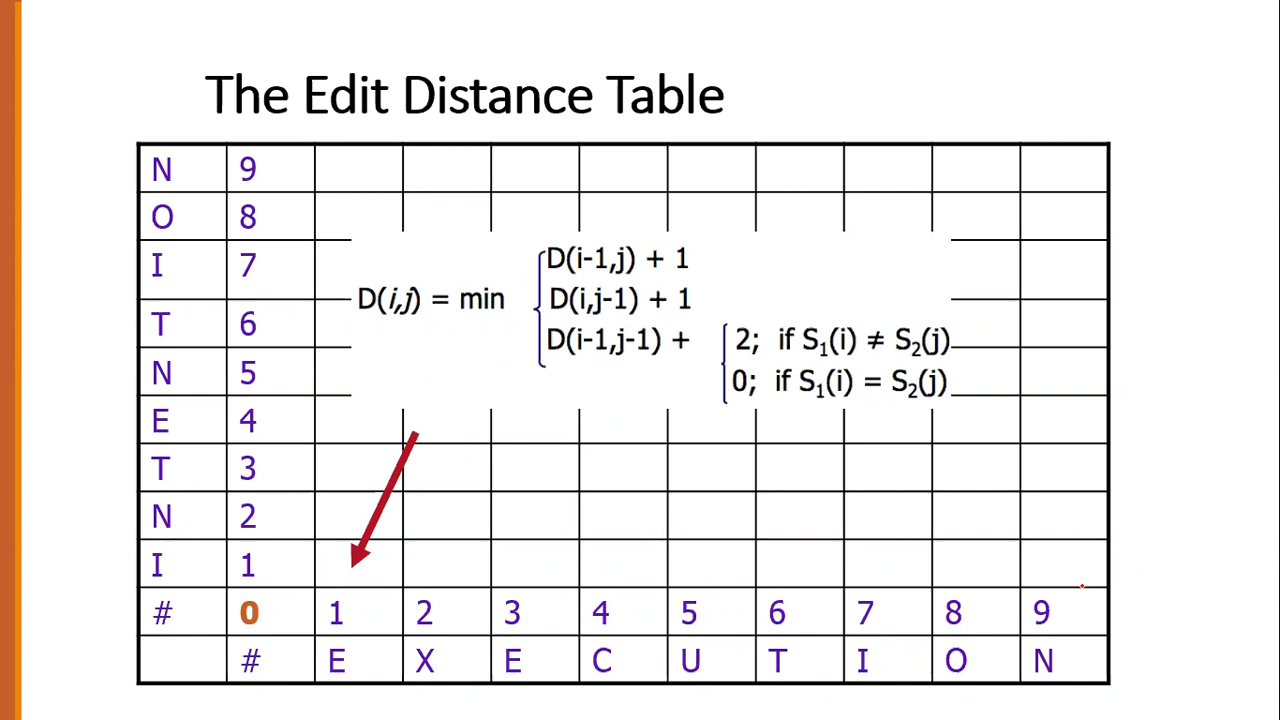 The Edit Distance Table
N 9
O 8
I 7
T 6
N 5
E 4
T 3
N 2
I 1
# 0 1 2 3 4 5 6 7 8 9
# E X E C U T I O N
D(i-1,j) + 1
D(i,j) = min D(i,j-1) + 1
D(i-1,j-1) + 2; if S₁(i) ≠ S₂(j)
0; if S₁(i) = S₂(j)